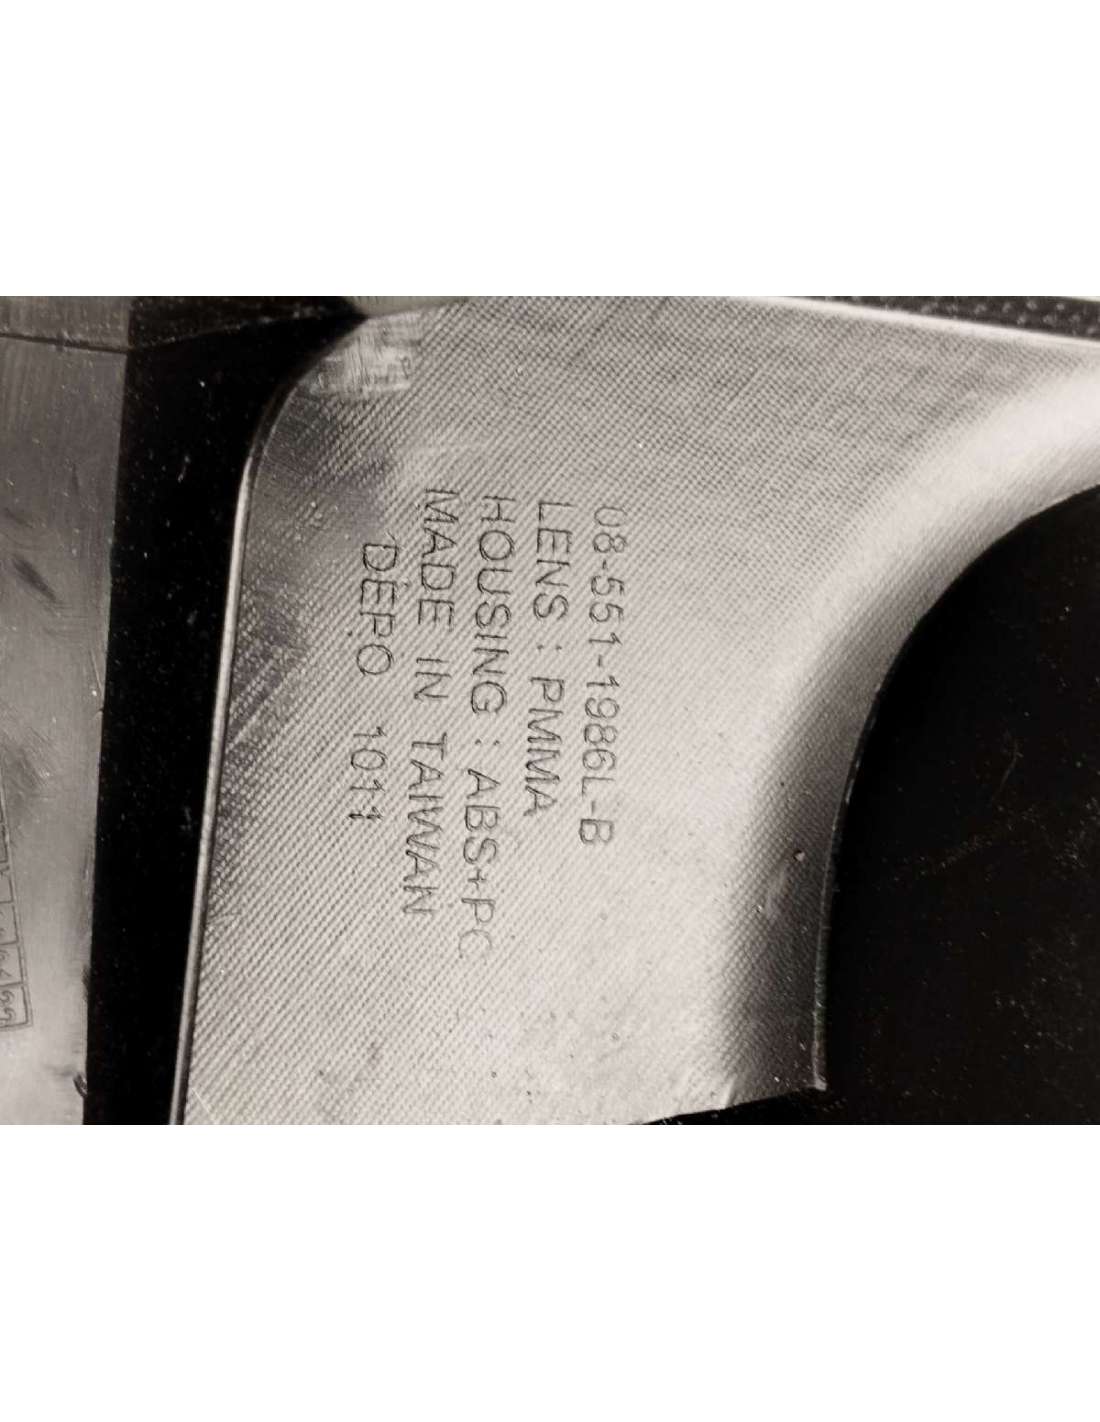 08-551-1986L-B
LENS : PMMA
HOUSING : ABS+PC
MADE IN TAIWAN
DEPO 1011